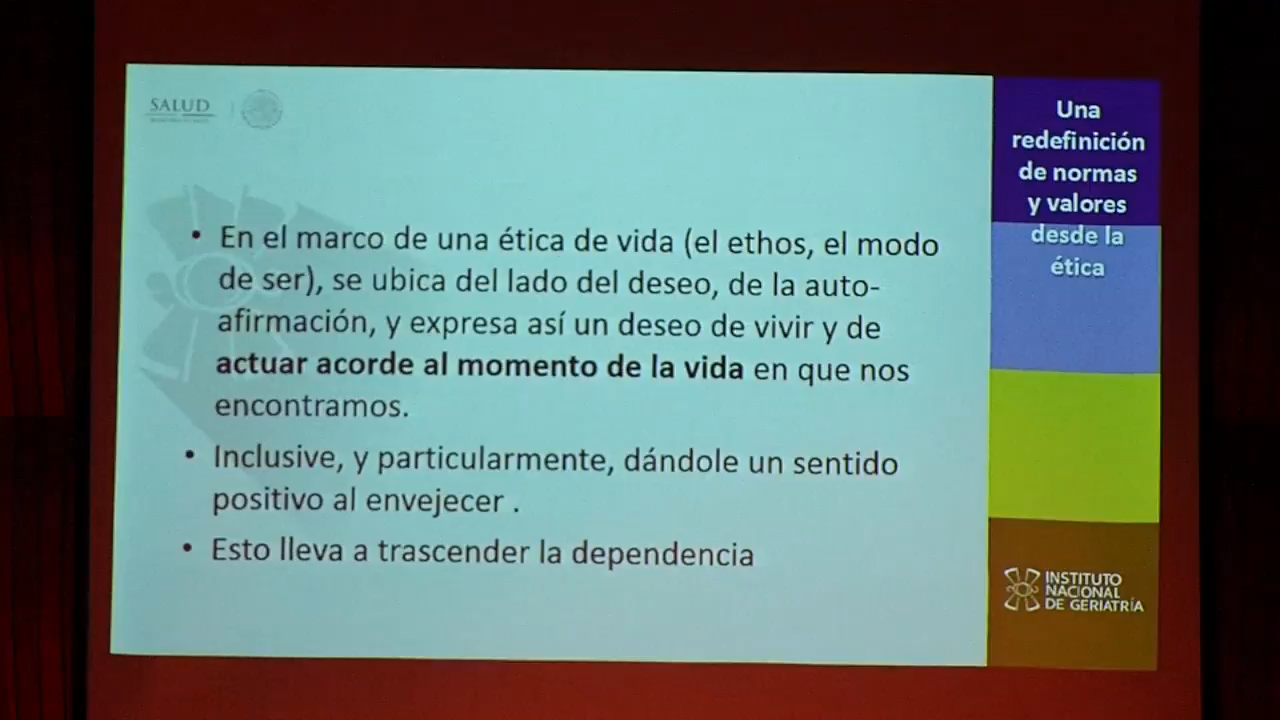 SALUD
• En el marco de una ética de vida (el ethos, el modo
de ser), se ubica del lado del deseo, de la auto-
afirmación, y expresa así un deseo de vivir y de
actuar acorde al momento de la vida en que nos
encontramos.
• Inclusive, y particularmente, dándole un sentido
positivo al envejecer .
• Esto lleva a trascender la dependencia
Una
redefinición
de normas
y valores
desde la
ética
INSTITUTO
NACIONAL
DE GERIATRÍA